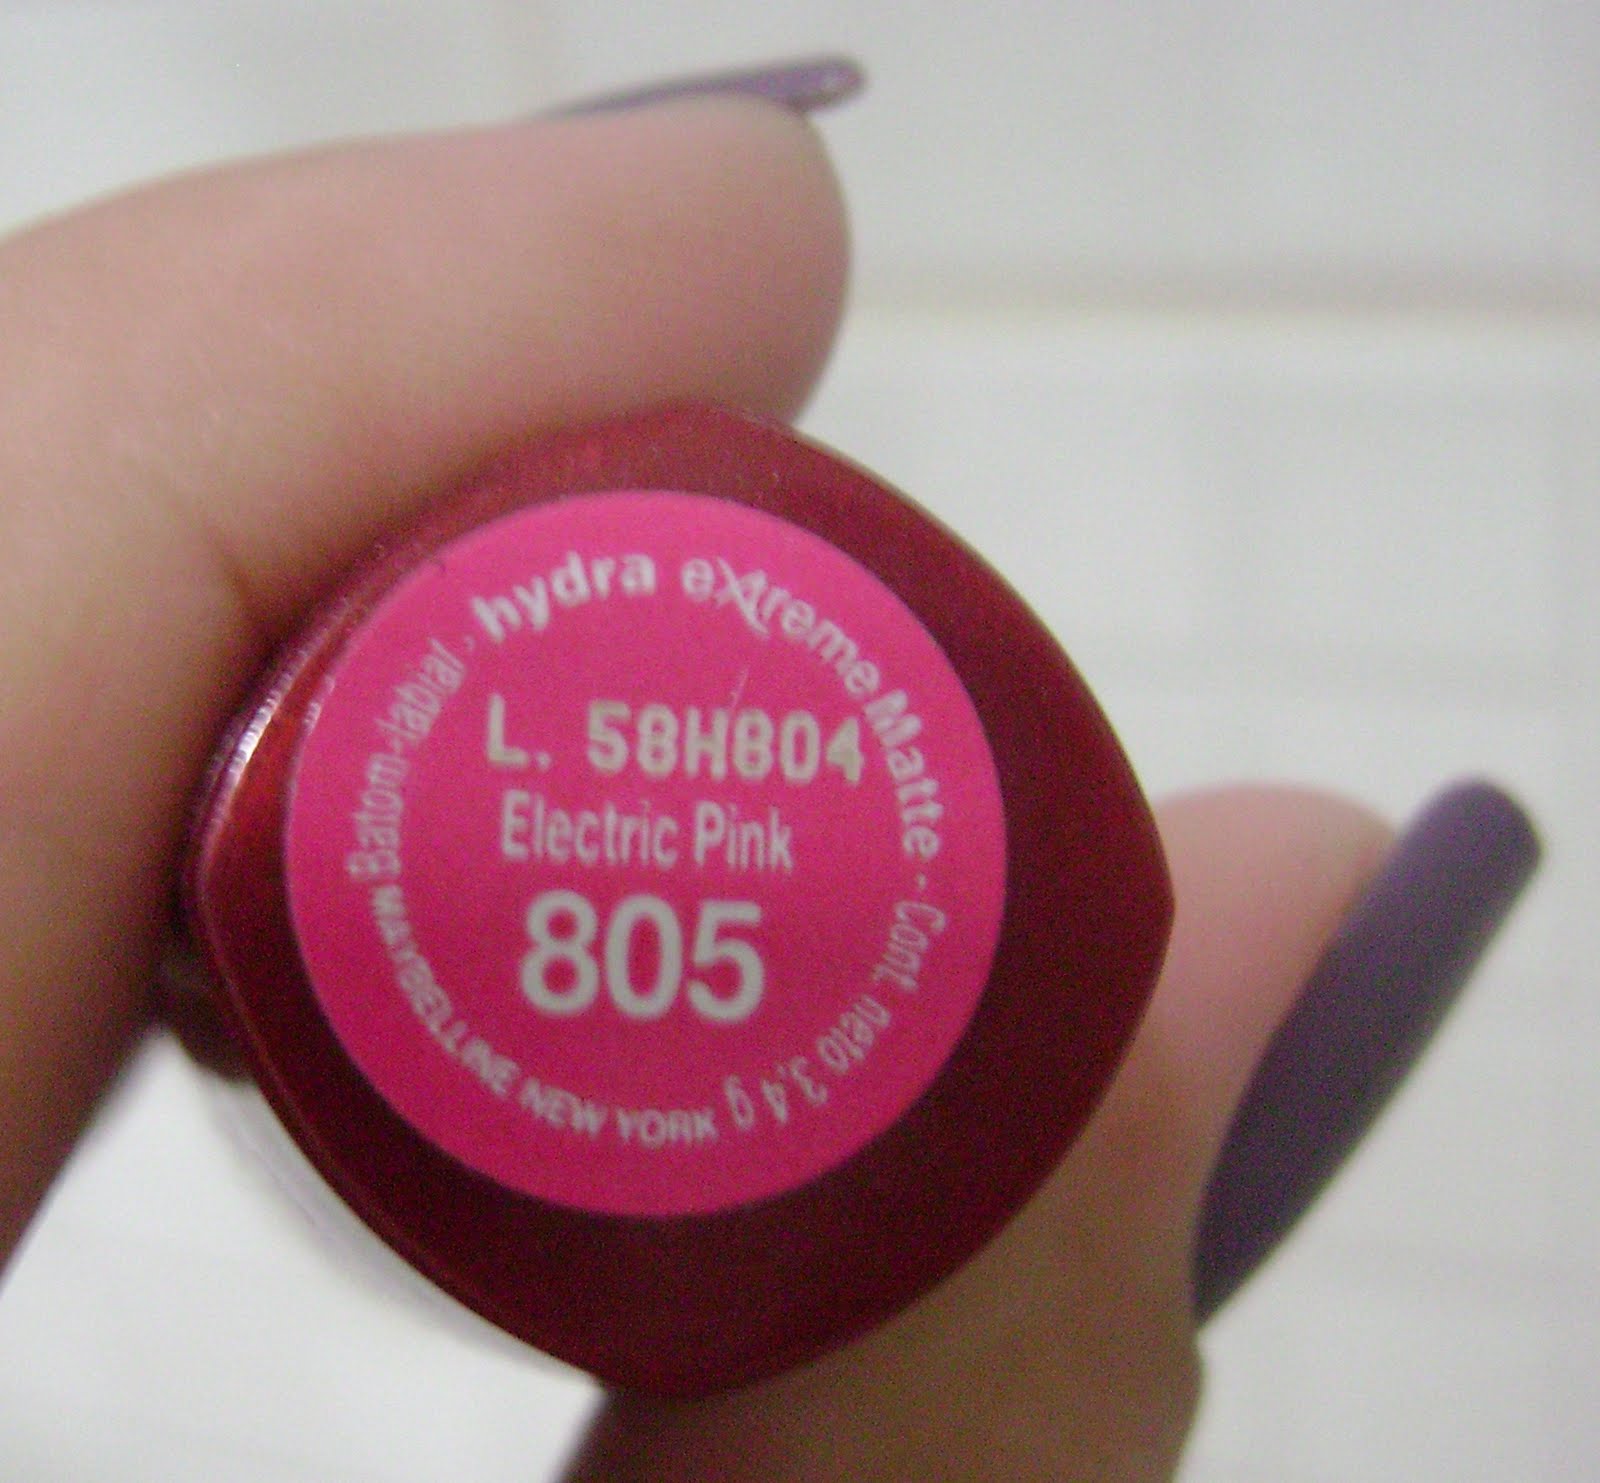 Batom-labial - hydra eXtreme Matte - Cont. neto 3,4 g
MAYBELLINE NEW YORK
L. 58H804
Electric Pink
805